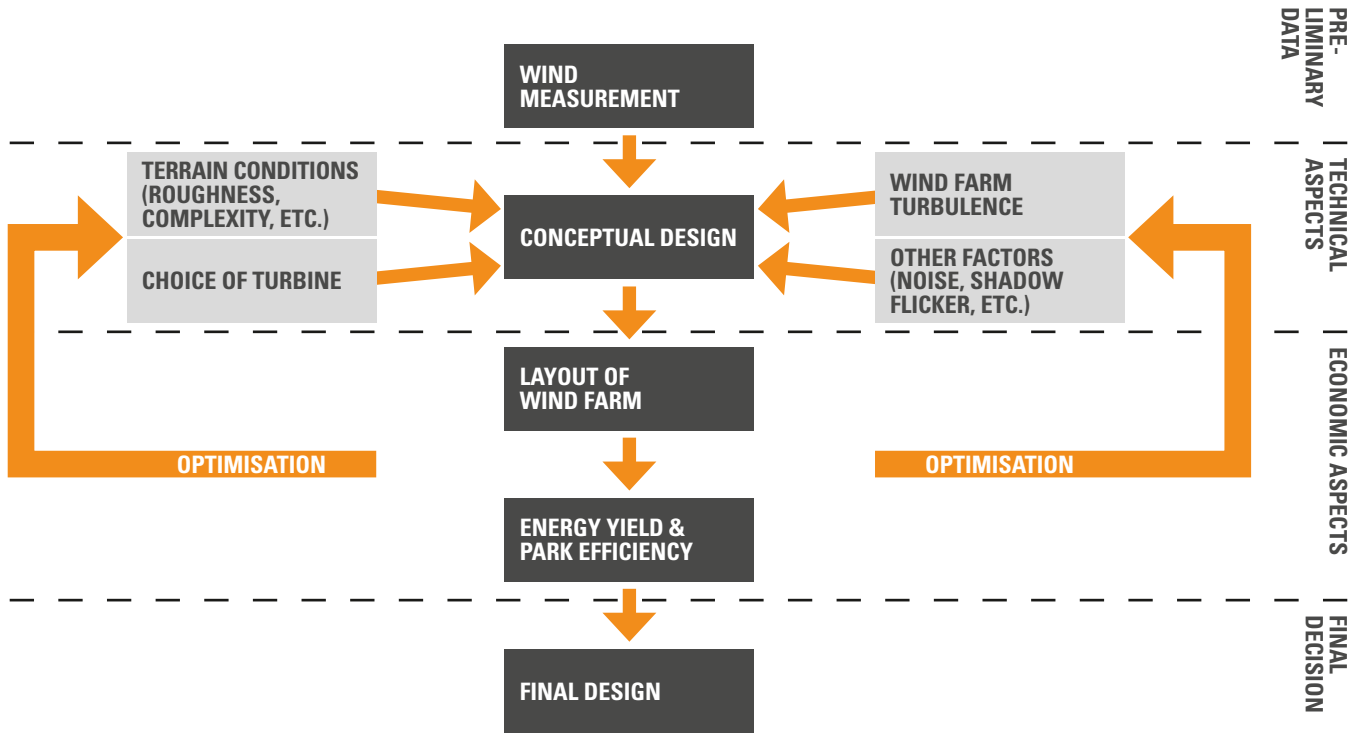 PRE-
LIMINARY
DATA
WIND
MEASUREMENT
TECHNICAL
ASPECTS
TERRAIN CONDITIONS
(ROUGHNESS,
COMPLEXITY, ETC.)
CHOICE OF TURBINE
CONCEPTUAL DESIGN
WIND FARM
TURBULENCE
OTHER FACTORS
(NOISE, SHADOW
FLICKER, ETC.)
ECONOMIC ASPECTS
LAYOUT OF
WIND FARM
OPTIMISATION
OPTIMISATION
ENERGY YIELD &
PARK EFFICIENCY
FINAL
DECISION
FINAL DESIGN